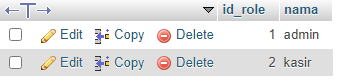 id_role nama
Edit Copy Delete 1 admin
Edit Copy Delete 2 kasir